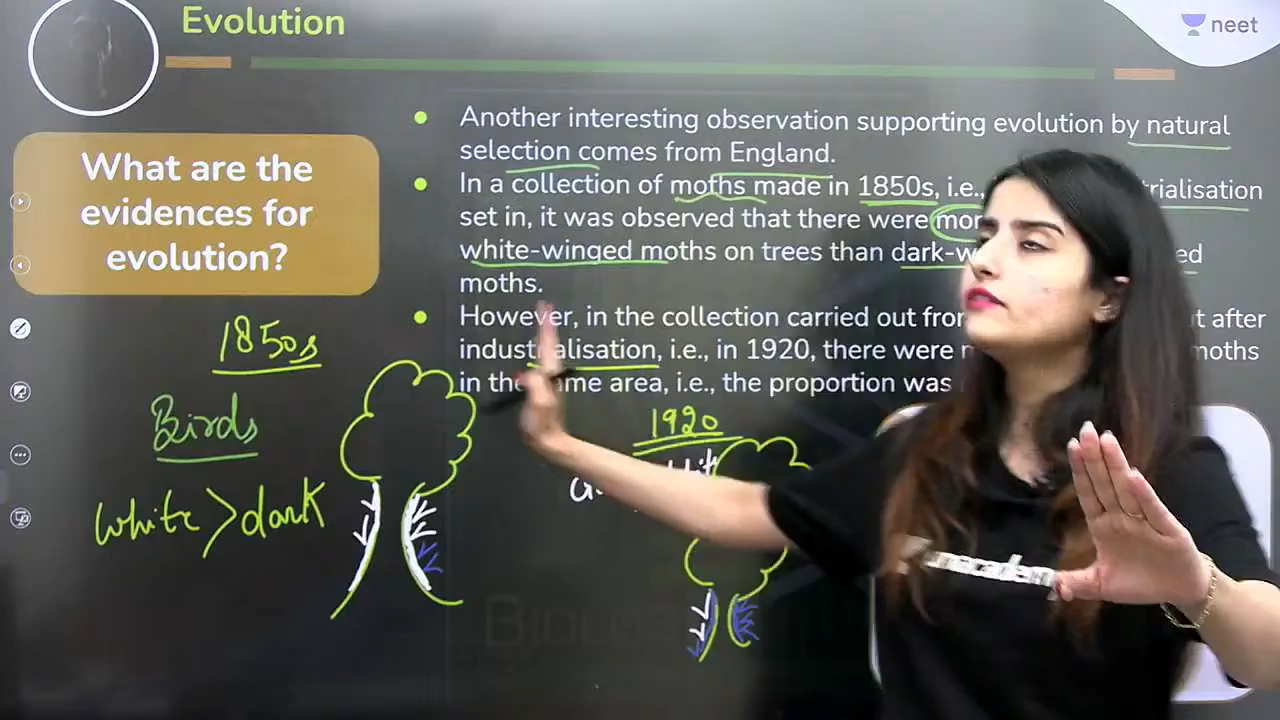 Evolution
neet
What are the
evidences for
evolution?
Another interesting observation supporting evolution by natural
selection comes from England.
In a collection of moths made in 1850s, i.e., trialisation
set in, it was observed that there were
white-winged moths on trees than dark-w ed
moths.
However, in the collection carried out after
industrialisation, i.e., in 1920, there were moths
in the same area, i.e., the proportion was
1850s
Birds
white > dark
1920
unacademy